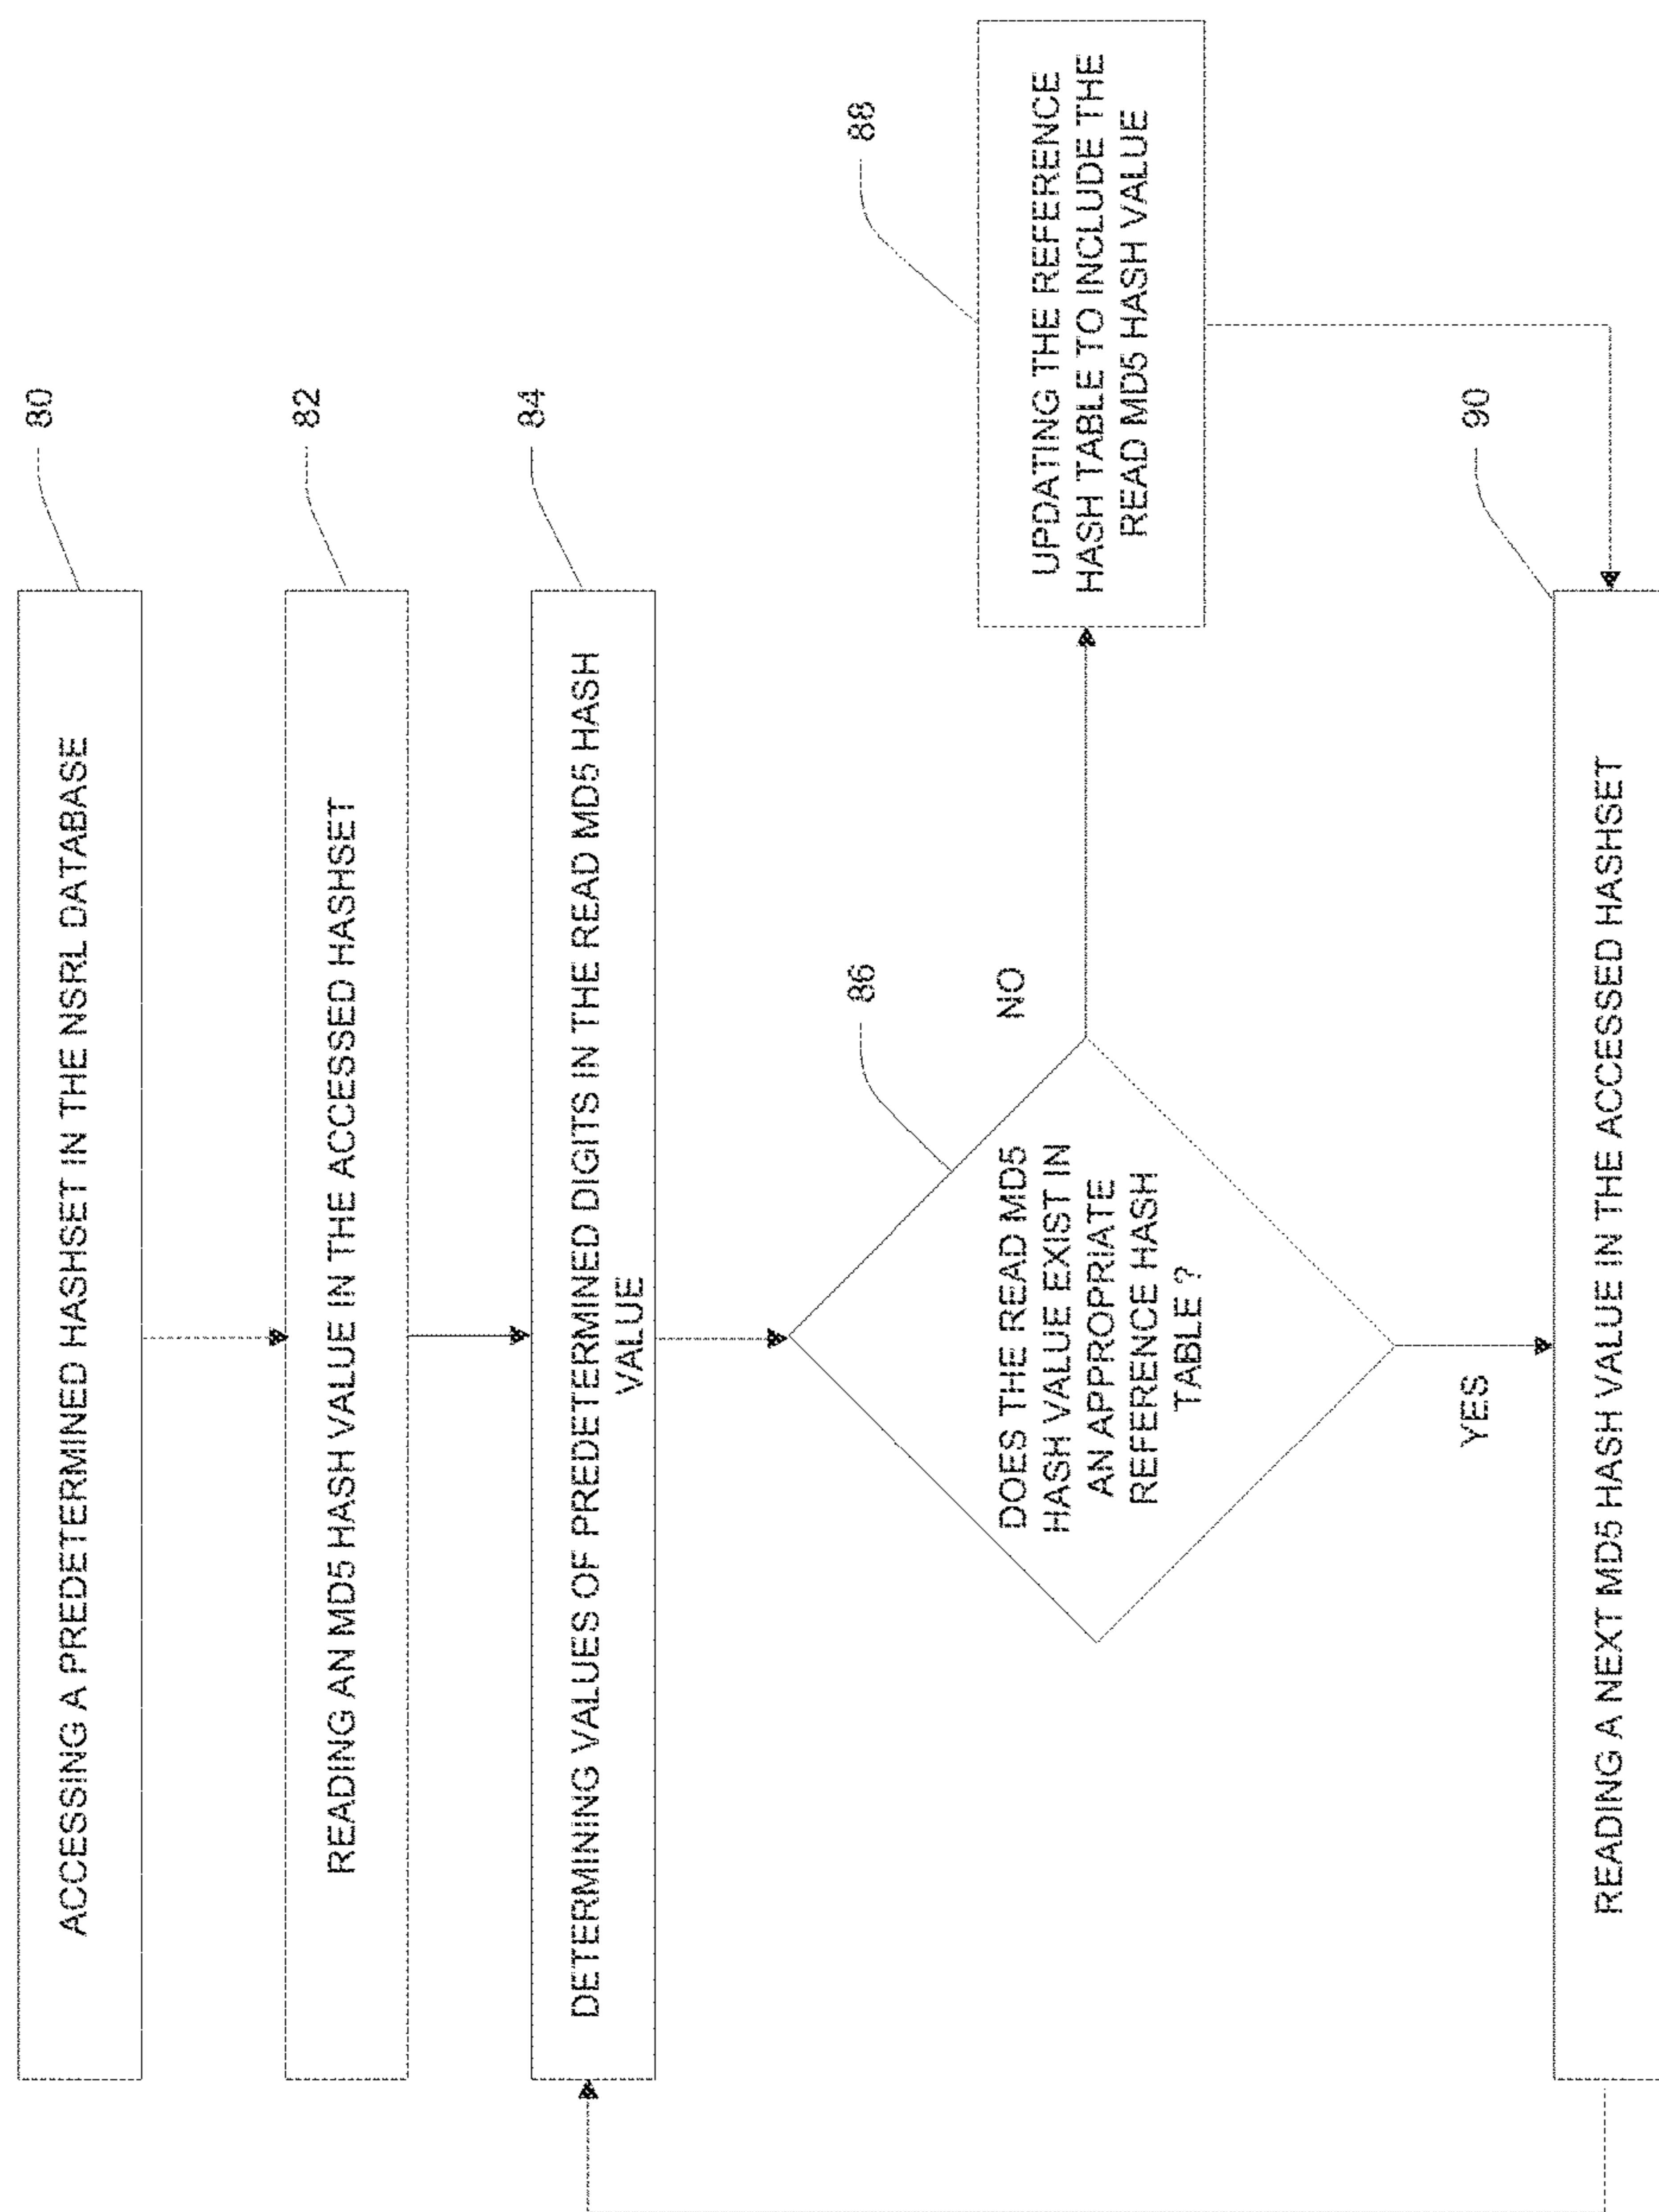 80
ACCESSING A PREDETERMINED HASHSET IN THE NSRL DATABASE
82
READING AN MD5 HASH VALUE IN THE ACCESSED HASHSET
84
DETERMINING VALUES OF PREDETERMINED DIGITS IN THE READ MD5 HASH
VALUE
86
DOES THE READ MD5
HASH VALUE EXIST IN
AN APPROPRIATE
REFERENCE HASH
TABLE ?
NO
88
UPDATING THE REFERENCE
HASH TABLE TO INCLUDE THE
READ MD5 HASH VALUE
YES
90
READING A NEXT MD5 HASH VALUE IN THE ACCESSED HASHSET